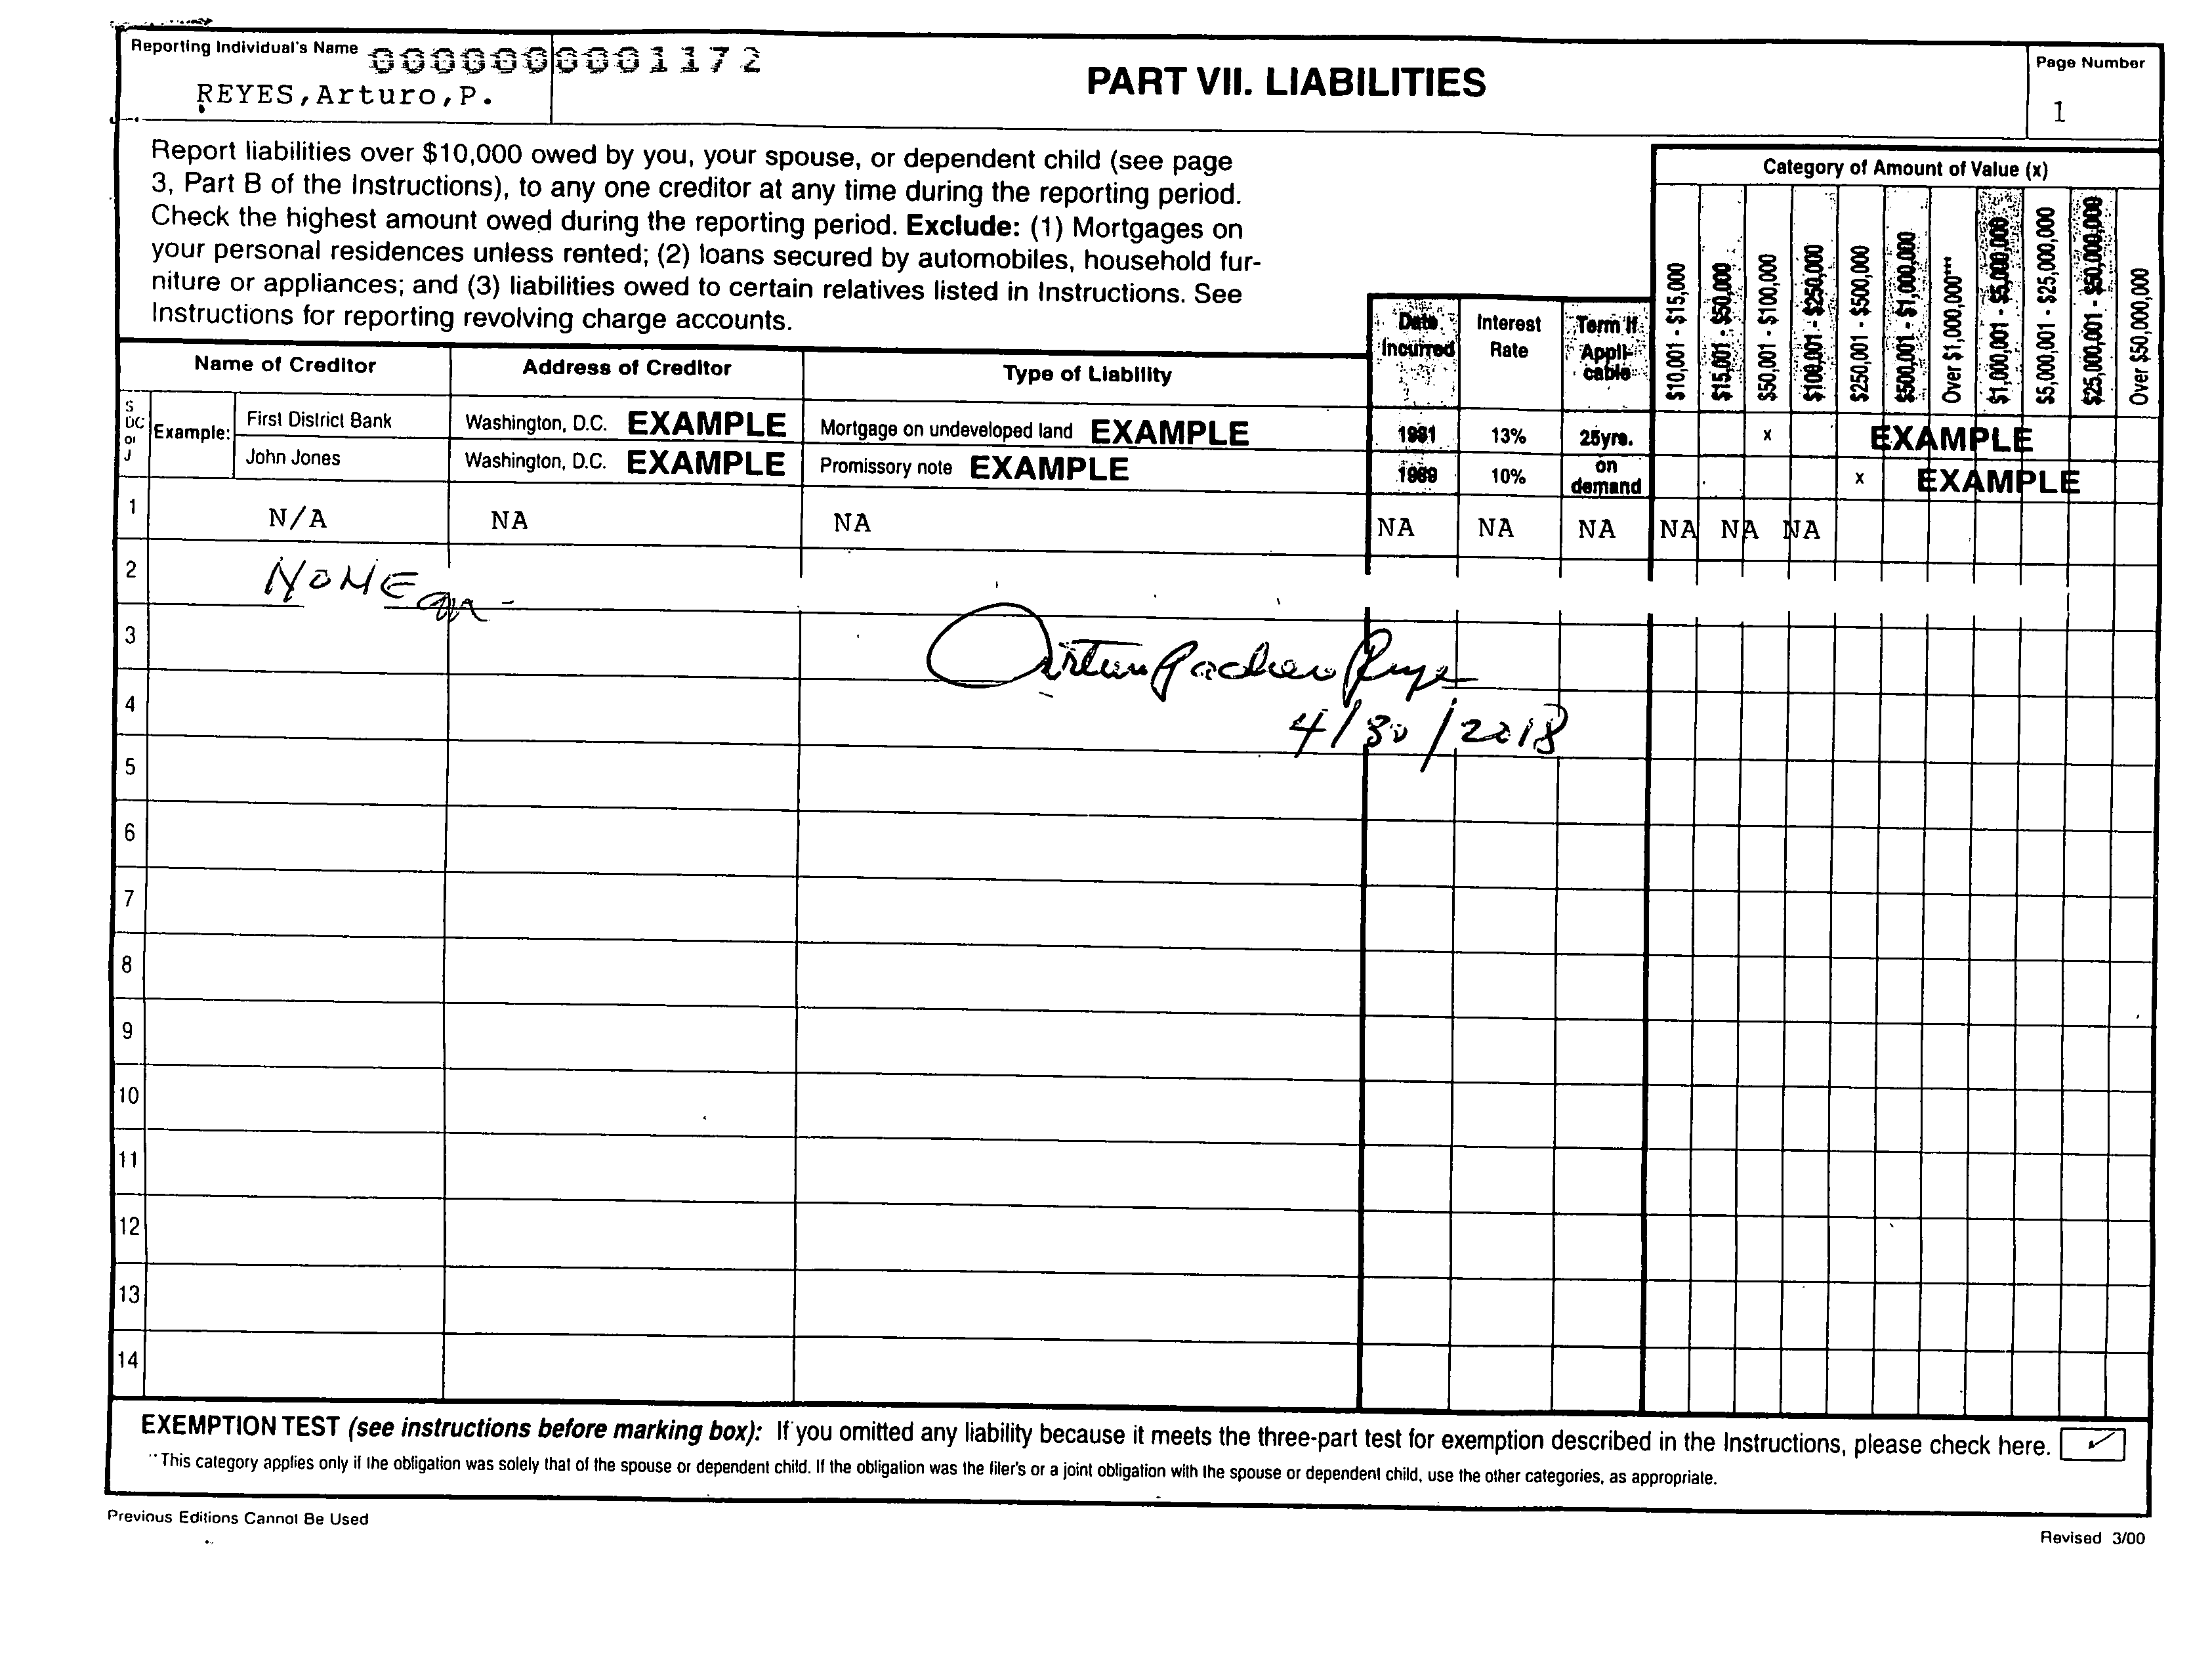 Reporting Individual's Name 0000000001172
REYES,Arturo,P.
PART VII. LIABILITIES
Page Number
1
Report liabilities over $10,000 owed by you, your spouse, or dependent child (see page
3, Part B of the Instructions), to any one creditor at any time during the reporting period.
Check the highest amount owed during the reporting period. Exclude: (1) Mortgages on
your personal residences unless rented; (2) loans secured by automobiles, household fur-
niture or appliances; and (3) liabilities owed to certain relatives listed in Instructions. See
Instructions for reporting revolving charge accounts.
Category of Amount of Value (x)
Date Incurred
Interest Rate
Term If Appli-cable
$10,001 - $15,000
$15,001 - $50,000
$50,001 - $100,000
$100,001 - $250,000
$250,001 - $500,000
$500,001 - $1,000,000
Over $1,000,000***
$1,000,001 - $5,000,000
$5,000,001 - $25,000,000
$25,000,001 - $50,000,000
Over $50,000,000
Name of Creditor Address of Creditor Type of Liability
S
DC
or
J
Example:
First District Bank Washington, D.C. EXAMPLE Mortgage on undeveloped land EXAMPLE 1981 13% 25yrs. x EXAMPLE
John Jones Washington, D.C. EXAMPLE Promissory note EXAMPLE 1989 10% on demand x EXAMPLE
1 N/A NA NA NA NA NA NA NA NA
2 NONE
3
4 4/30/2018
5
6
7
8
9
10
11
12
13
14
EXEMPTION TEST (see instructions before marking box): If you omitted any liability because it meets the three-part test for exemption described in the Instructions, please check here. ✓
**This category applies only if the obligation was solely that of the spouse or dependent child. If the obligation was the filer's or a joint obligation with the spouse or dependent child, use the other categories, as appropriate.
Previous Editions Cannot Be Used
Revised 3/00